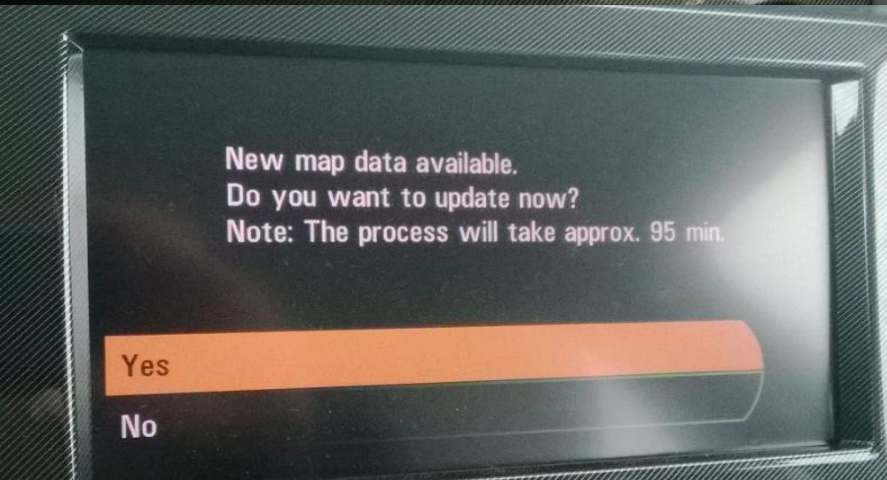 New map data available.
Do you want to update now?
Note: The process will take approx. 95 min.
Yes
No